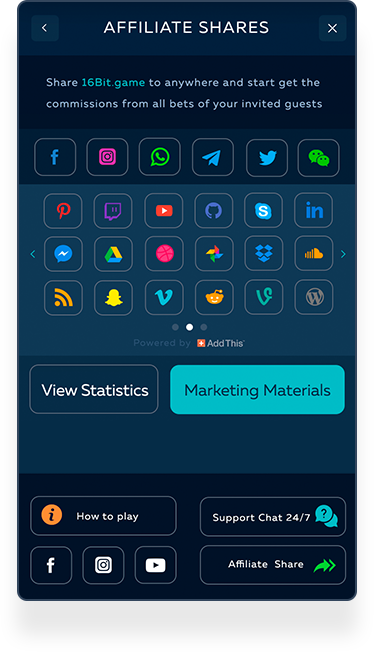 AFFILIATE SHARES
Share 16Bit.game to anywhere and start get the
commissions from all bets of your invited guests
Powered by AddThis
View Statistics
Marketing Materials
How to play
Support Chat 24/7
Affiliate Share